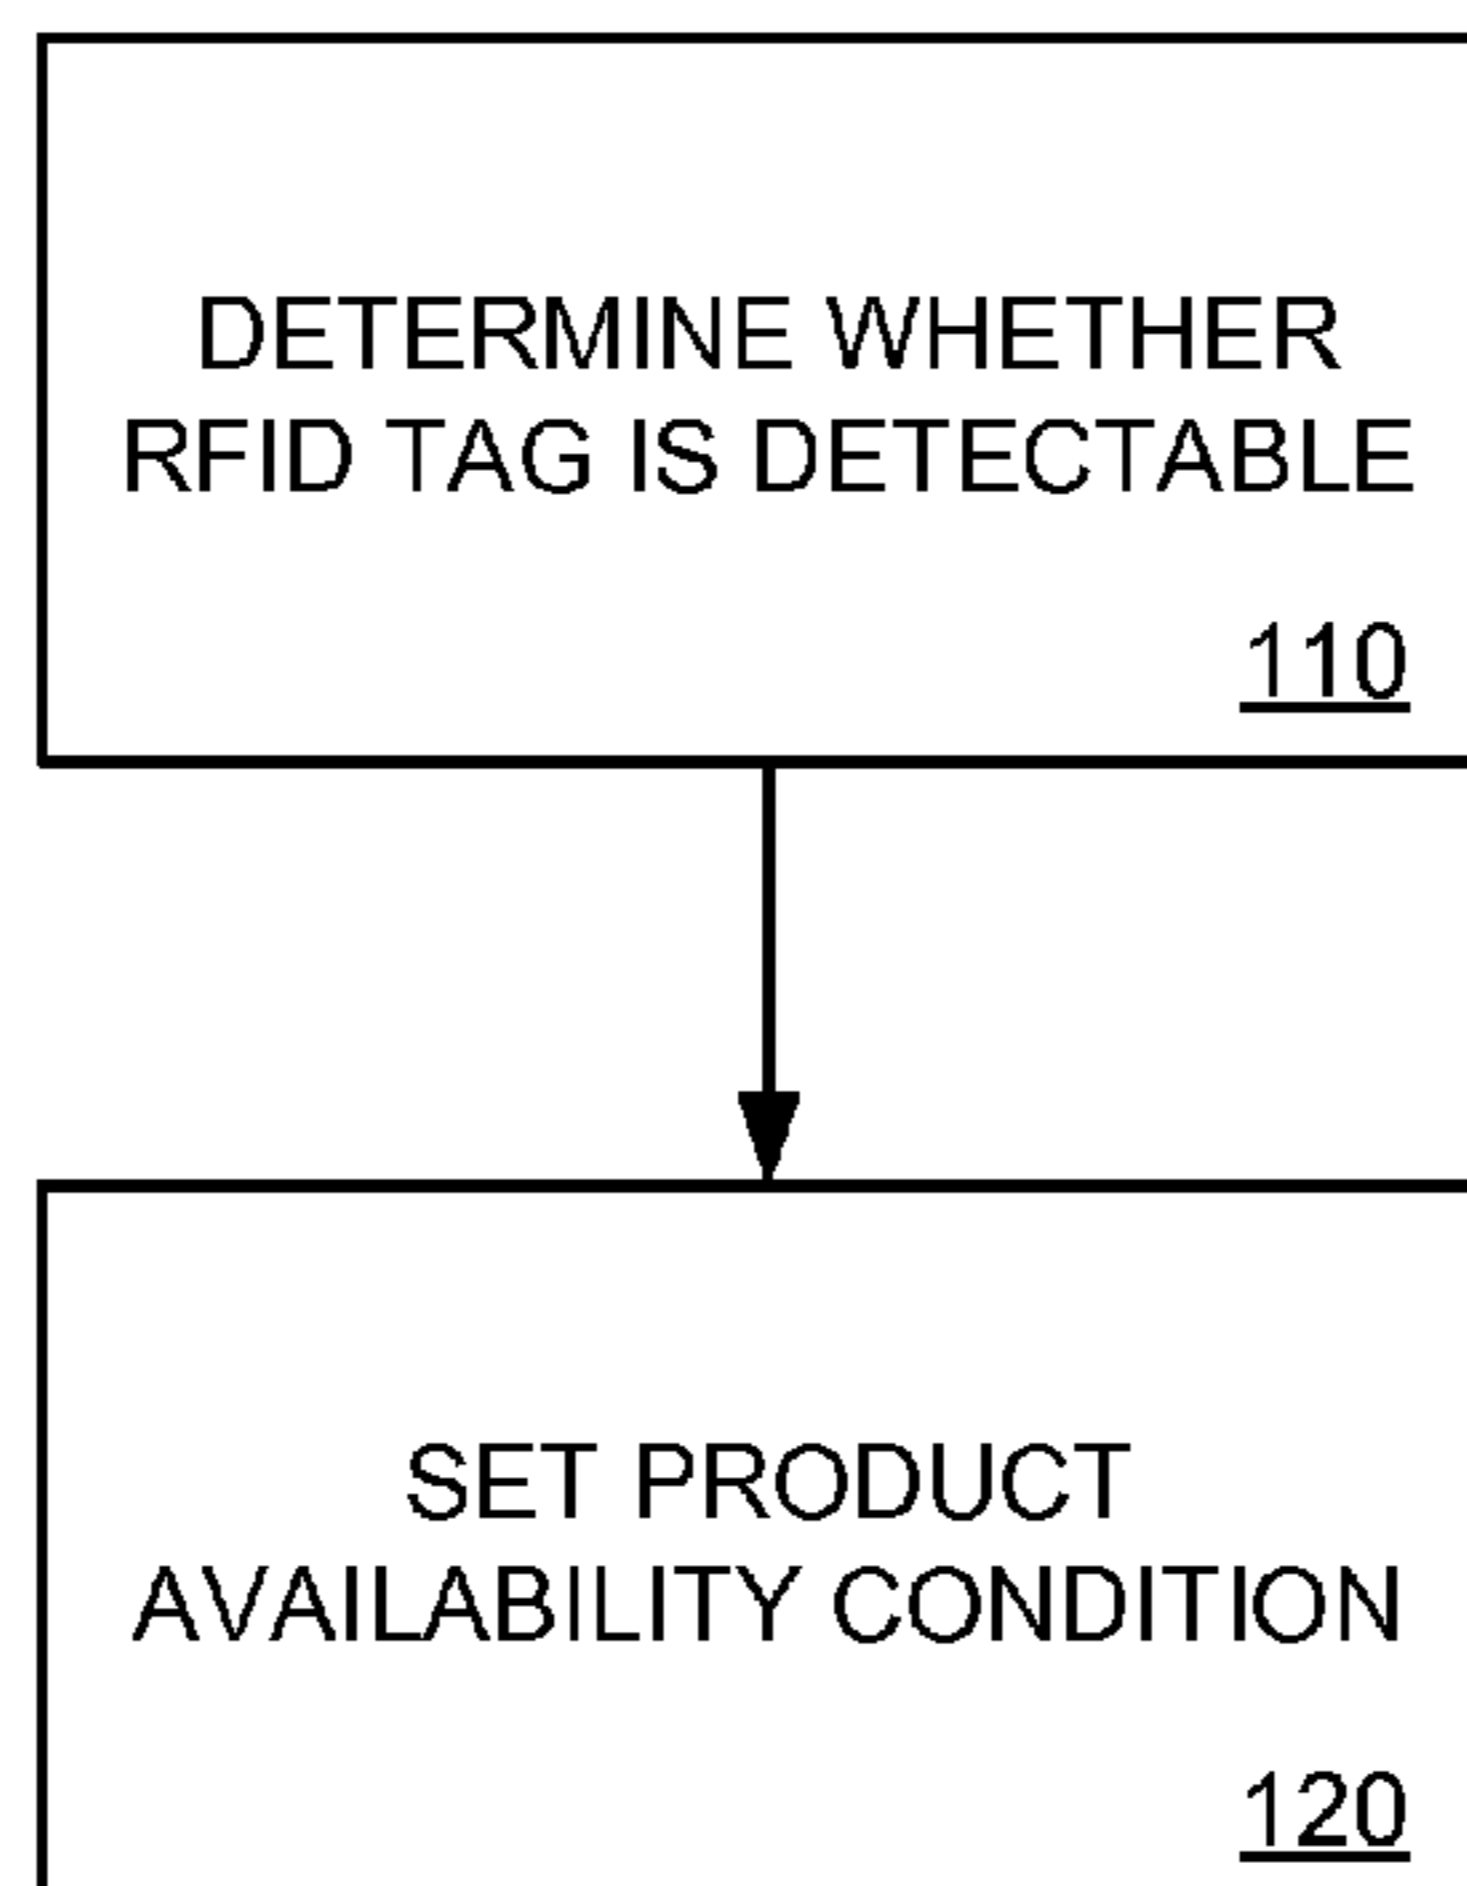 DETERMINE WHETHER
RFID TAG IS DETECTABLE
110
SET PRODUCT
AVAILABILITY CONDITION
120